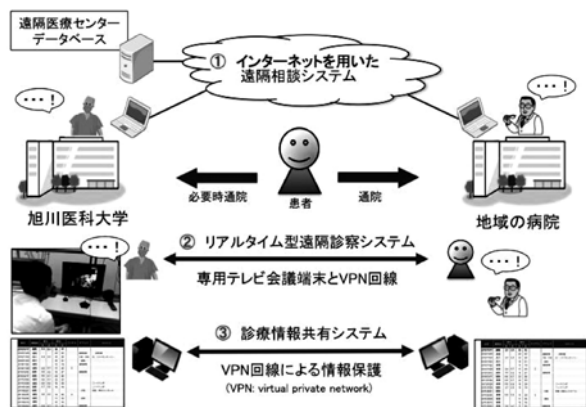 遠隔医療センター
データベース
① インターネットを用いた
遠隔相談システム
・・・！
・・・！
必要時通院
患者
通院
旭川医科大学
地域の病院
② リアルタイム型遠隔診察システム
・・・！
・・・！
専用テレビ会議端末とVPN回線
③ 診療情報共有システム
VPN回線による情報保護
(VPN: virtual private network)